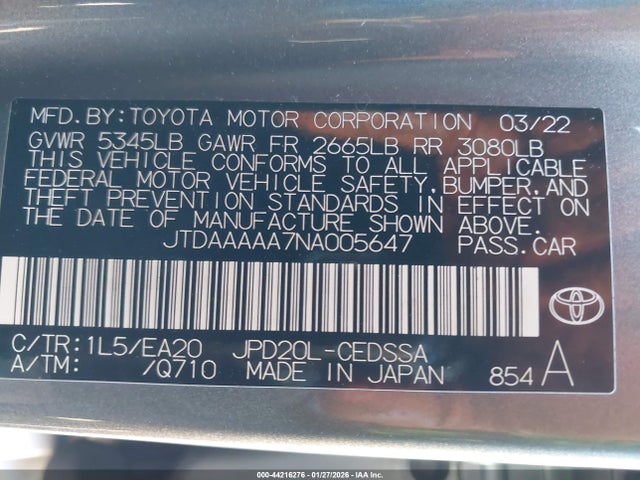 MFD.BY:TOYOTA MOTOR CORPORATION 03/22
GVWR 5345LB GAWR FR 2665LB RR 3080LB
THIS VEHICLE CONFORMS TO ALL APPLICABLE
FEDERAL MOTOR VEHICLE SAFETY,BUMPER,AND
THEFT PREVENTION STANDARDS IN EFFECT ON
THE DATE OF MANUFACTURE SHOWN ABOVE.
JTDAAAAA7NA005647 PASS.CAR
C/TR:1L5/EA20 JPD20L-CEDSSA
A/TM: /Q710 MADE IN JAPAN 854 A
000-44216276 - 01/27/2026 - IAAI.COM, INC.